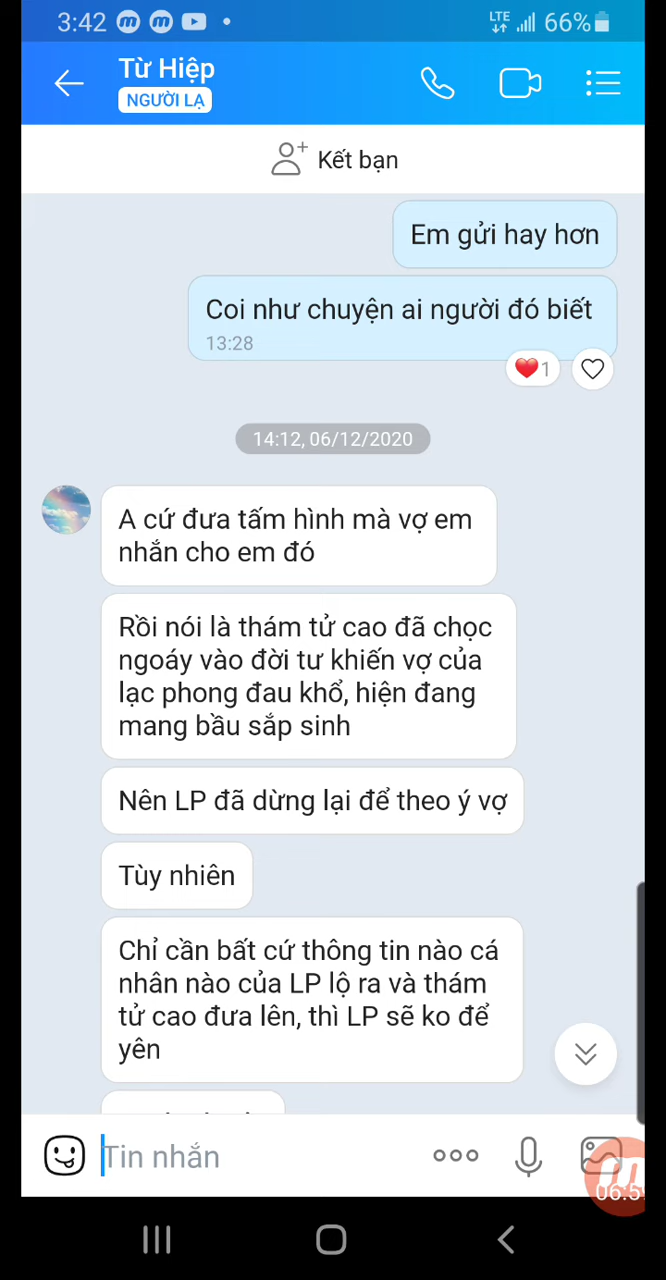 3:42
LTE
66%
Từ Hiệp
NGƯỜI LẠ
Kết bạn
Em gửi hay hơn
Coi như chuyện ai người đó biết
13:28
1
14:12, 06/12/2020
A cứ đưa tấm hình mà vợ em
nhắn cho em đó
Rồi nói là thám tử cao đã chọc
ngoáy vào đời tư khiến vợ của
lạc phong đau khổ, hiện đang
mang bầu sắp sinh
Nên LP đã dừng lại để theo ý vợ
Tùy nhiên
Chỉ cần bất cứ thông tin nào cá
nhân nào của LP lộ ra và thám
tử cao đưa lên, thì LP sẽ ko để
yên
Tin nhắn